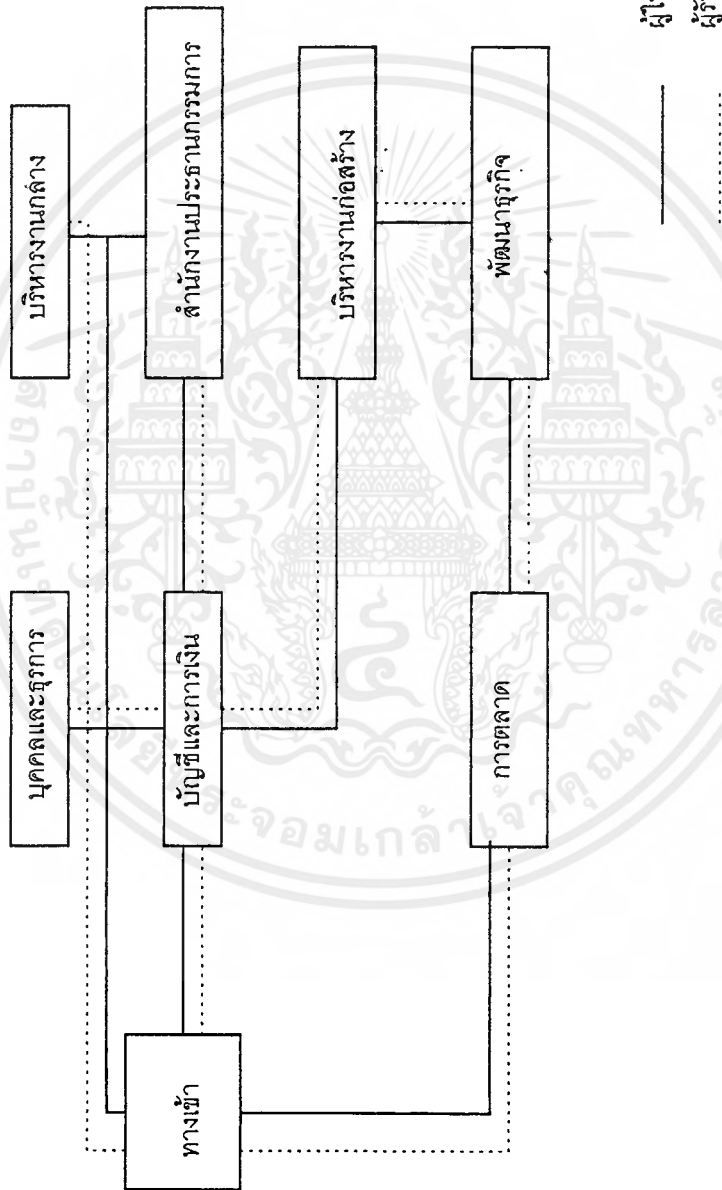 บริหารงานกลาง
สำนักงานประธานกรรมการ
บริหารงานก่อสร้าง
พัฒนาธุรกิจ
บุคคลและธุรการ
บัญชีและการเงิน
การตลาด
ทางเข้า